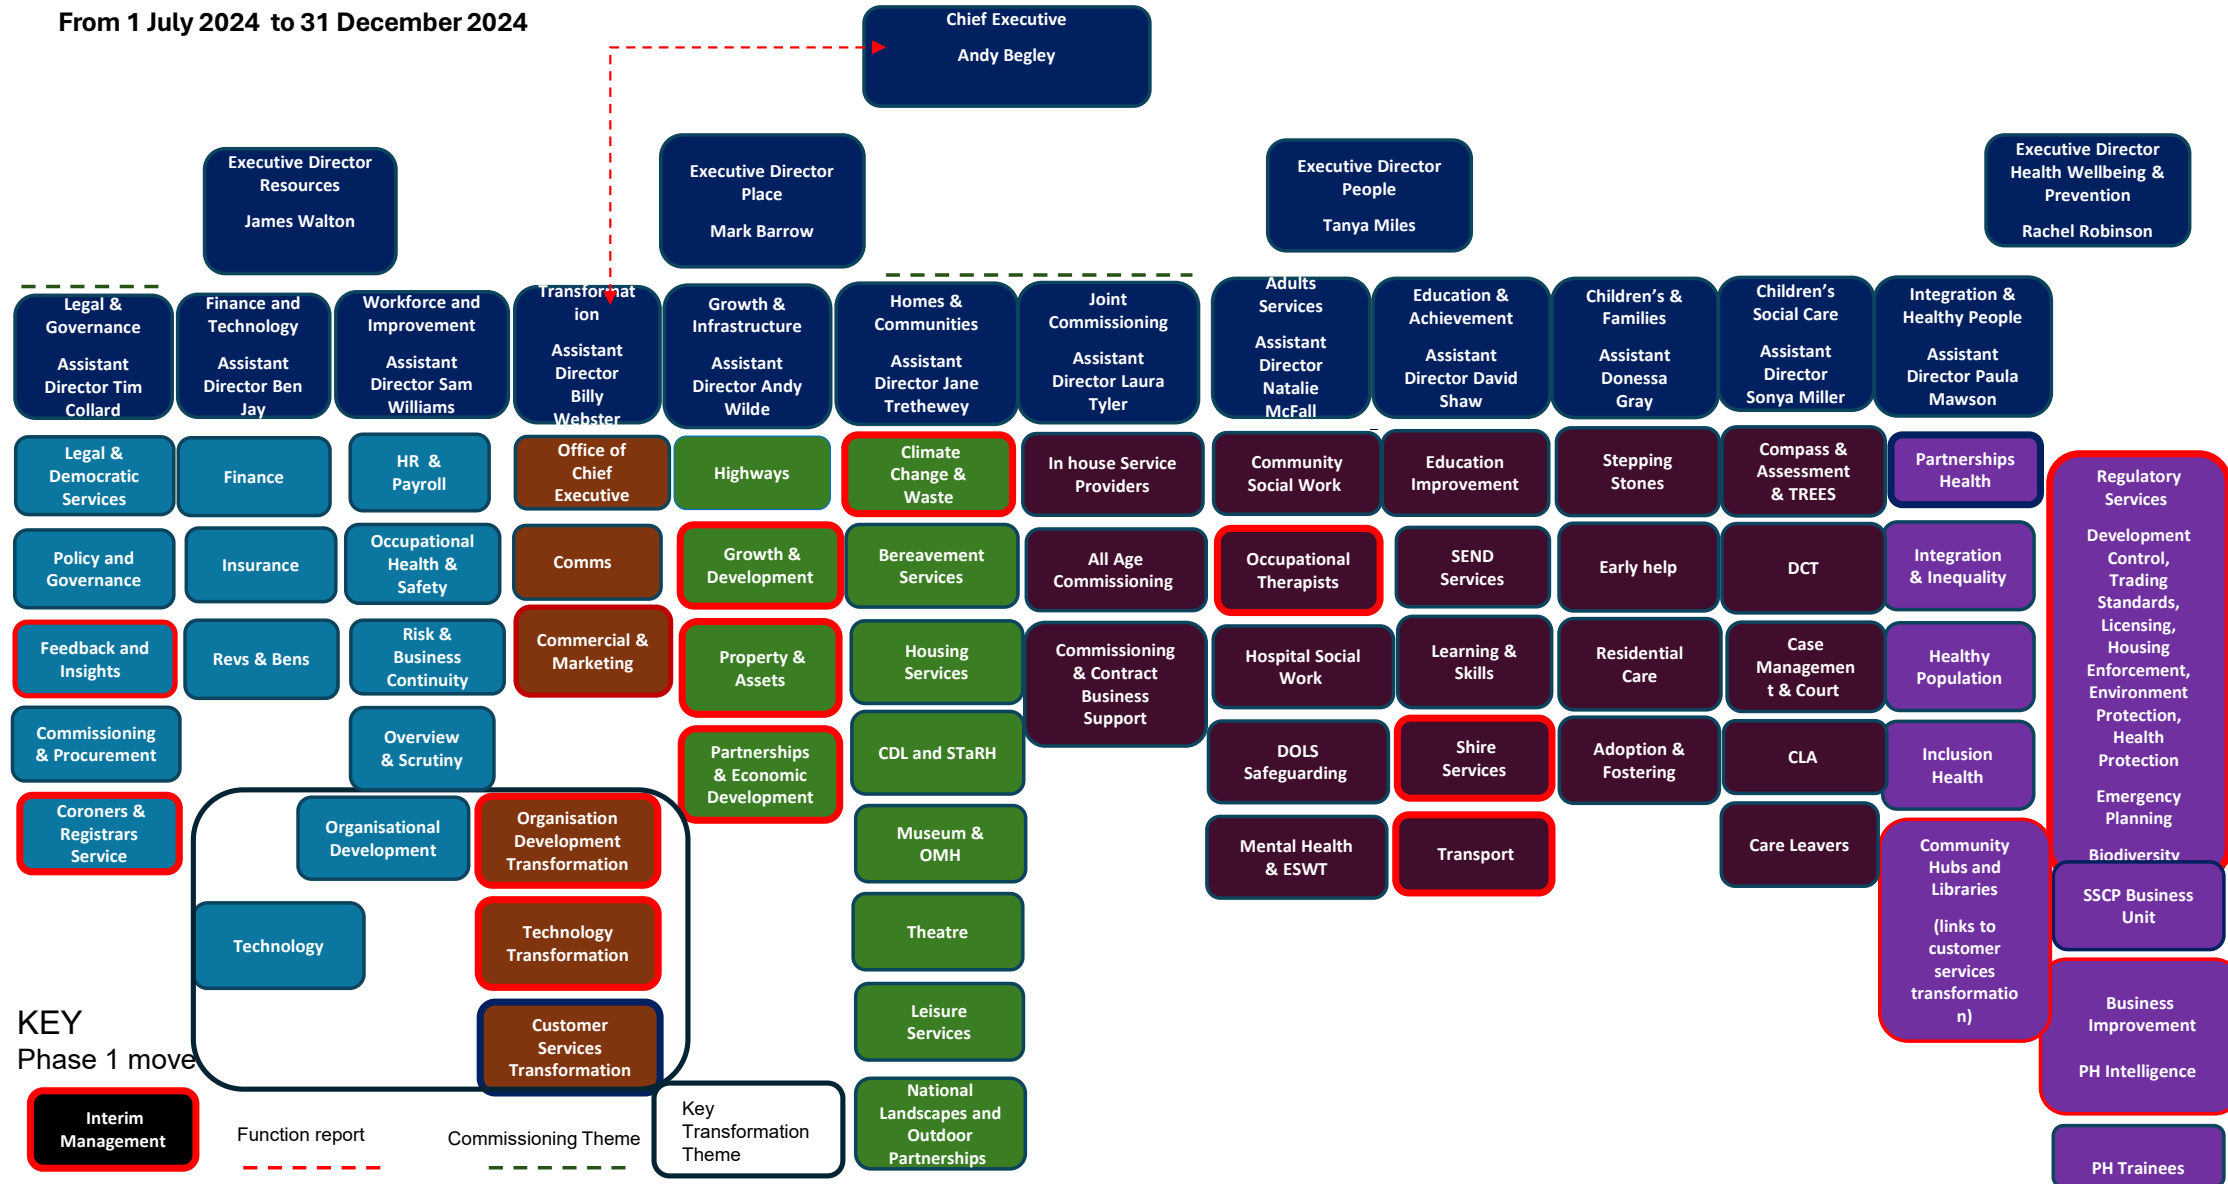 From 1 July 2024 to 31 December 2024
Chief Executive
Andy Begley
Executive Director
Resources
James Walton
Executive Director
Place
Mark Barrow
Executive Director
People
Tanya Miles
Executive Director
Health Wellbeing &
Prevention
Rachel Robinson
Legal &
Governance
Assistant
Director Tim
Collard
Finance and
Technology
Assistant
Director Ben
Jay
Workforce and
Improvement
Assistant
Director Sam
Williams
Transformat
ion
Assistant
Director
Billy
Webster
Growth &
Infrastructure
Assistant
Director Andy
Wilde
Homes &
Communities
Assistant
Director Jane
Trethewey
Joint
Commissioning
Assistant
Director Laura
Tyler
Adults
Services
Assistant
Director
Natalie
McFall
Education &
Achievement
Assistant
Director David
Shaw
Children's &
Families
Assistant
Donessa
Gray
Children's
Social Care
Assistant
Director
Sonya Miller
Integration &
Healthy People
Assistant
Director Paula
Mawson
Legal &
Democratic
Services
Policy and
Governance
Feedback and
Insights
Commissioning
& Procurement
Coroners &
Registrars
Service
Finance
Insurance
Revs & Bens
HR &
Payroll
Occupational
Health &
Safety
Risk &
Business
Continuity
Overview
& Scrutiny
Organisational
Development
Technology
Office of
Chief
Executive
Comms
Commercial &
Marketing
Organisation
Development
Transformation
Technology
Transformation
Customer
Services
Transformation
Highways
Growth &
Development
Property &
Assets
Partnerships
& Economic
Development
Climate
Change &
Waste
Bereavement
Services
Housing
Services
CDL and STaRH
Museum &
OMH
Theatre
Leisure
Services
National
Landscapes and
Outdoor
Partnerships
In house Service
Providers
All Age
Commissioning
Commissioning
& Contract
Business
Support
Community
Social Work
Occupational
Therapists
Hospital Social
Work
DOLS
Safeguarding
Mental Health
& ESWT
Education
Improvement
SEND
Services
Learning &
Skills
Shire
Services
Transport
Stepping
Stones
Early help
Residential
Care
Adoption &
Fostering
Compass &
Assessment
& TREES
DCT
Case
Managemen
t & Court
CLA
Care Leavers
Partnerships
Health
Integration
& Inequality
Healthy
Population
Inclusion
Health
Community
Hubs and
Libraries
(links to
customer
services
transformatio
n)
Regulatory
Services
Development
Control,
Trading
Standards,
Licensing,
Housing
Enforcement,
Environment
Protection,
Health
Protection
Emergency
Planning
Biodiversity
SSCP Business
Unit
Business
Improvement
PH Intelligence
PH Trainees
KEY
Phase 1 move
Interim
Management
Function report
Commissioning Theme
Key
Transformation
Theme